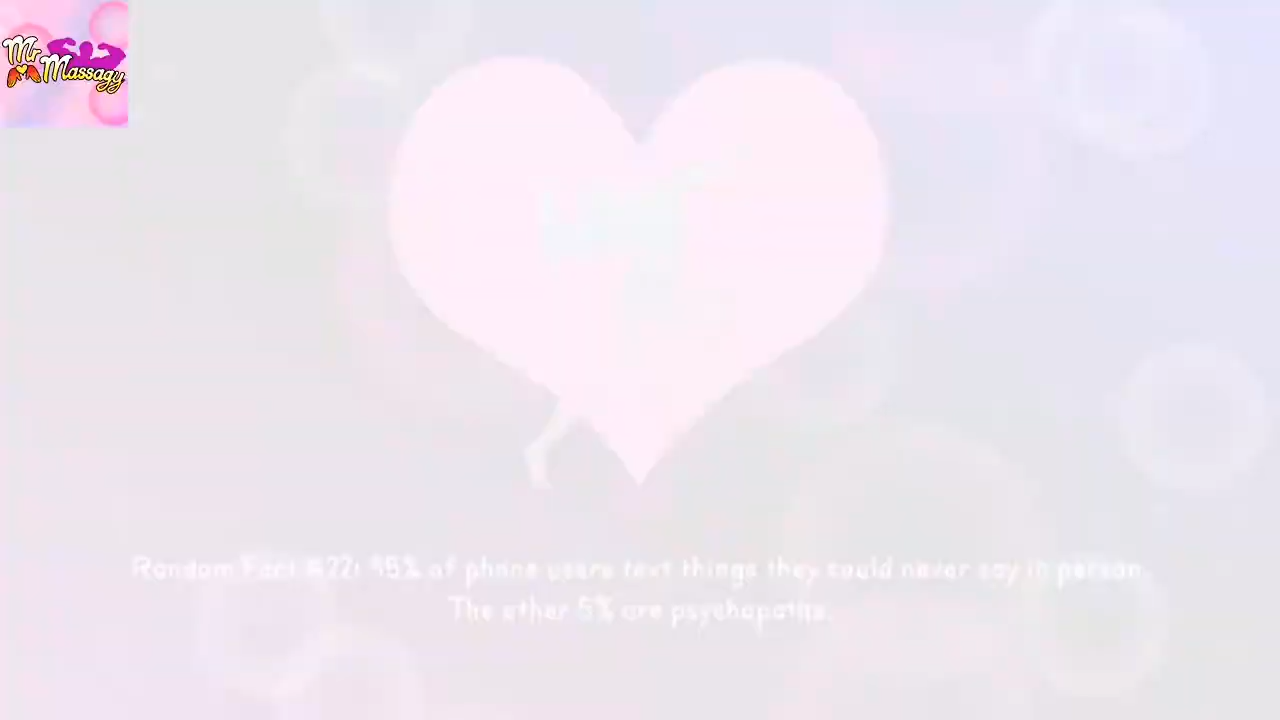 Mr
Massagy
Random Fact #22: 95% of phone users text things they could never say in person.
The other 5% are psychopaths.